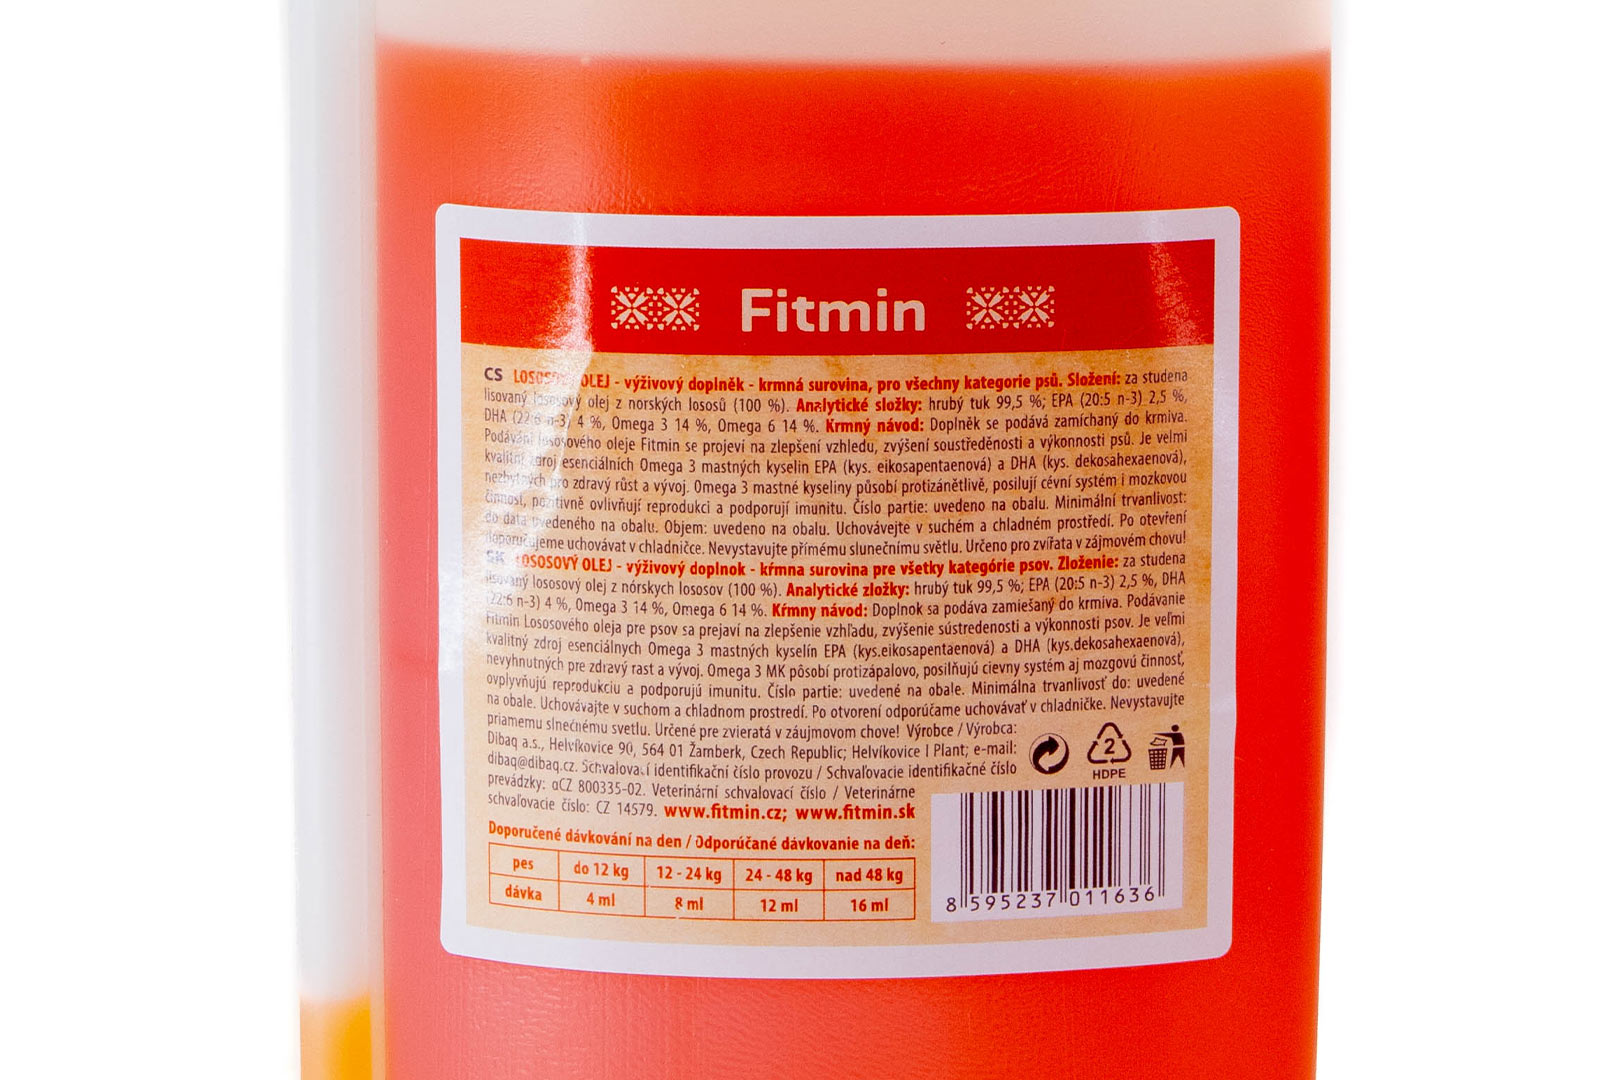 Fitmin
CS LOSOSOVÝ OLEJ - výživový doplněk - krmná surovina, pro všechny kategorie psů. Složení: za studena
lisovaný lososový olej z norských lososů (100 %). Analytické složky: hrubý tuk 99,5 %; EPA (20:5 n-3) 2,5 %,
DHA (22:6 n-3) 4 %, Omega 3 14 %, Omega 6 14 %. Krmný návod: Doplněk se podává zamíchaný do krmiva.
Podávání lososového oleje Fitmin se projeví na zlepšení vzhledu, zvýšení soustředěnosti a výkonnosti psů. Je velmi
kvalitní zdroj esenciálních Omega 3 mastných kyselin EPA (kys. eikosapentaenová) a DHA (kys. dekosahexaenová),
nezbytných pro zdravý růst a vývoj. Omega 3 mastné kyseliny působí protizánětlivě, posilují cévní systém i mozkovou
činnost, pozitivně ovlivňují reprodukci a podporují imunitu. Číslo partie: uvedeno na obalu. Minimální trvanlivost:
do data uvedeného na obalu. Objem: uvedeno na obalu. Uchovávejte v suchém a chladném prostředí. Po otevření
doporučujeme uchovávat v chladničce. Nevystavujte přímému slunečnímu světlu. Určeno pro zvířata v zájmovém chovu!
SK LOSOSOVÝ OLEJ - výživový doplnok - kŕmna surovina pre všetky kategórie psov. Zloženie: za studena
lisovaný lososový olej z nórskych lososov (100 %). Analytické zložky: hrubý tuk 99,5 %; EPA (20:5 n-3) 2,5 %, DHA
(22:6 n-3) 4 %, Omega 3 14 %, Omega 6 14 %. Kŕmny návod: Doplnok sa podáva zamiešaný do krmiva. Podávanie
Fitmin Lososového oleja pre psov sa prejaví na zlepšenie vzhľadu, zvýšenie sústredenosti a výkonnosti psov. Je veľmi
kvalitný zdroj esenciálnych Omega 3 mastných kyselín EPA (kys.eikosapentaenová) a DHA (kys.dekosahexaenová),
nevyhnutných pre zdravý rast a vývoj. Omega 3 MK pôsobí protizápalovo, posilňujú cievny systém aj mozgovú činnosť,
ovplyvňujú reprodukciu a podporujú imunitu. Číslo partie: uvedené na obale. Minimálna trvanlivosť do: uvedené
na obale. Uchovávajte v suchom a chladnom prostredí. Po otvorení odporúčame uchovávať v chladničke. Nevystavujte
priamemu slnečnému svetlu. Určené pre zvieratá v záujmovom chove! Výrobce / Výrobca:
Dibaq a.s., Helvíkovice 90, 564 01 Žamberk, Czech Republic; Helvíkovice I Plant; e-mail:
dibaq@dibaq.cz. Schvalovací identifikační číslo provozu / Schvaľovacie identifikačné číslo
prevádzky: αCZ 800335-02. Veterinární schvalovací číslo / Veterinárne
schvaľovacie číslo: CZ 14579. www.fitmin.cz; www.fitmin.sk
2
HDPE
Doporučené dávkování na den / Odporúčané dávkovanie na deň:
pes do 12 kg 12 - 24 kg 24 - 48 kg nad 48 kg
dávka 4 ml 8 ml 12 ml 16 ml
8 595237 011636